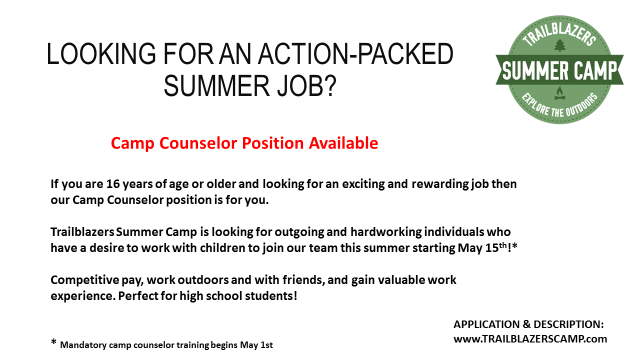 LOOKING FOR AN ACTION-PACKED
SUMMER JOB?
TRAILBLAZERS
SUMMER CAMP
EXPLORE THE OUTDOORS
Camp Counselor Position Available
If you are 16 years of age or older and looking for an exciting and rewarding job then
our Camp Counselor position is for you.
Trailblazers Summer Camp is looking for outgoing and hardworking individuals who
have a desire to work with children to join our team this summer starting May 15th!*
Competitive pay, work outdoors and with friends, and gain valuable work
experience. Perfect for high school students!
APPLICATION & DESCRIPTION:
www.TRAILBLAZERSCAMP.com
* Mandatory camp counselor training begins May 1st